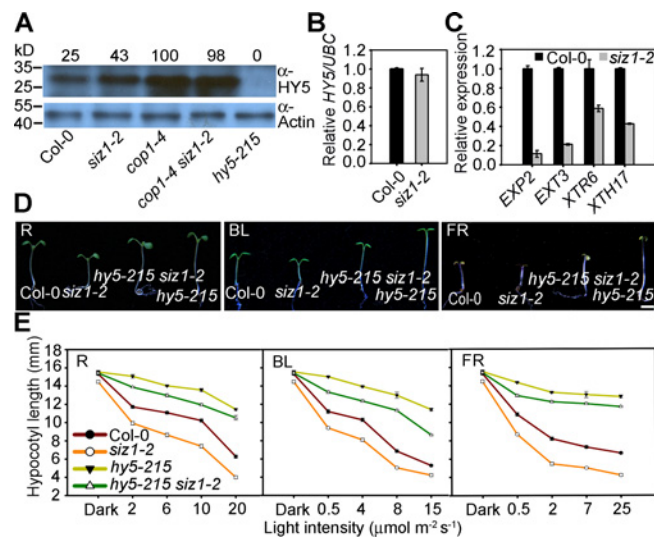 A
kD
25 43 100 98 0
35
25
α-HY5
55
40
α-Actin
Col-0
siz1-2
cop1-4
cop1-4 siz1-2
hy5-215
B
Relative HY5/UBC
1.2
1.0
0.8
0.6
0.4
0.2
0
Col-0
siz1-2
C
Col-0 siz1-2
Relative expression
1.2
1.0
0.8
0.6
0.4
0.2
0
EXP2
EXT3
XTR6
XTH17
D
R
Col-0 siz1-2 hy5-215 siz1-2 hy5-215
BL
Col-0 siz1-2 hy5-215 siz1-2 hy5-215
FR
Col-0 siz1-2 hy5-215 siz1-2 hy5-215
E
Hypocotyl length (mm)
18
16
14
12
10
8
6
4
2
R
Col-0
siz1-2
hy5-215
hy5-215 siz1-2
Dark 2 6 10 20
BL
Dark 0.5 4 8 15
FR
Dark 0.5 2 7 25
Light intensity (μmol m⁻² s⁻¹)